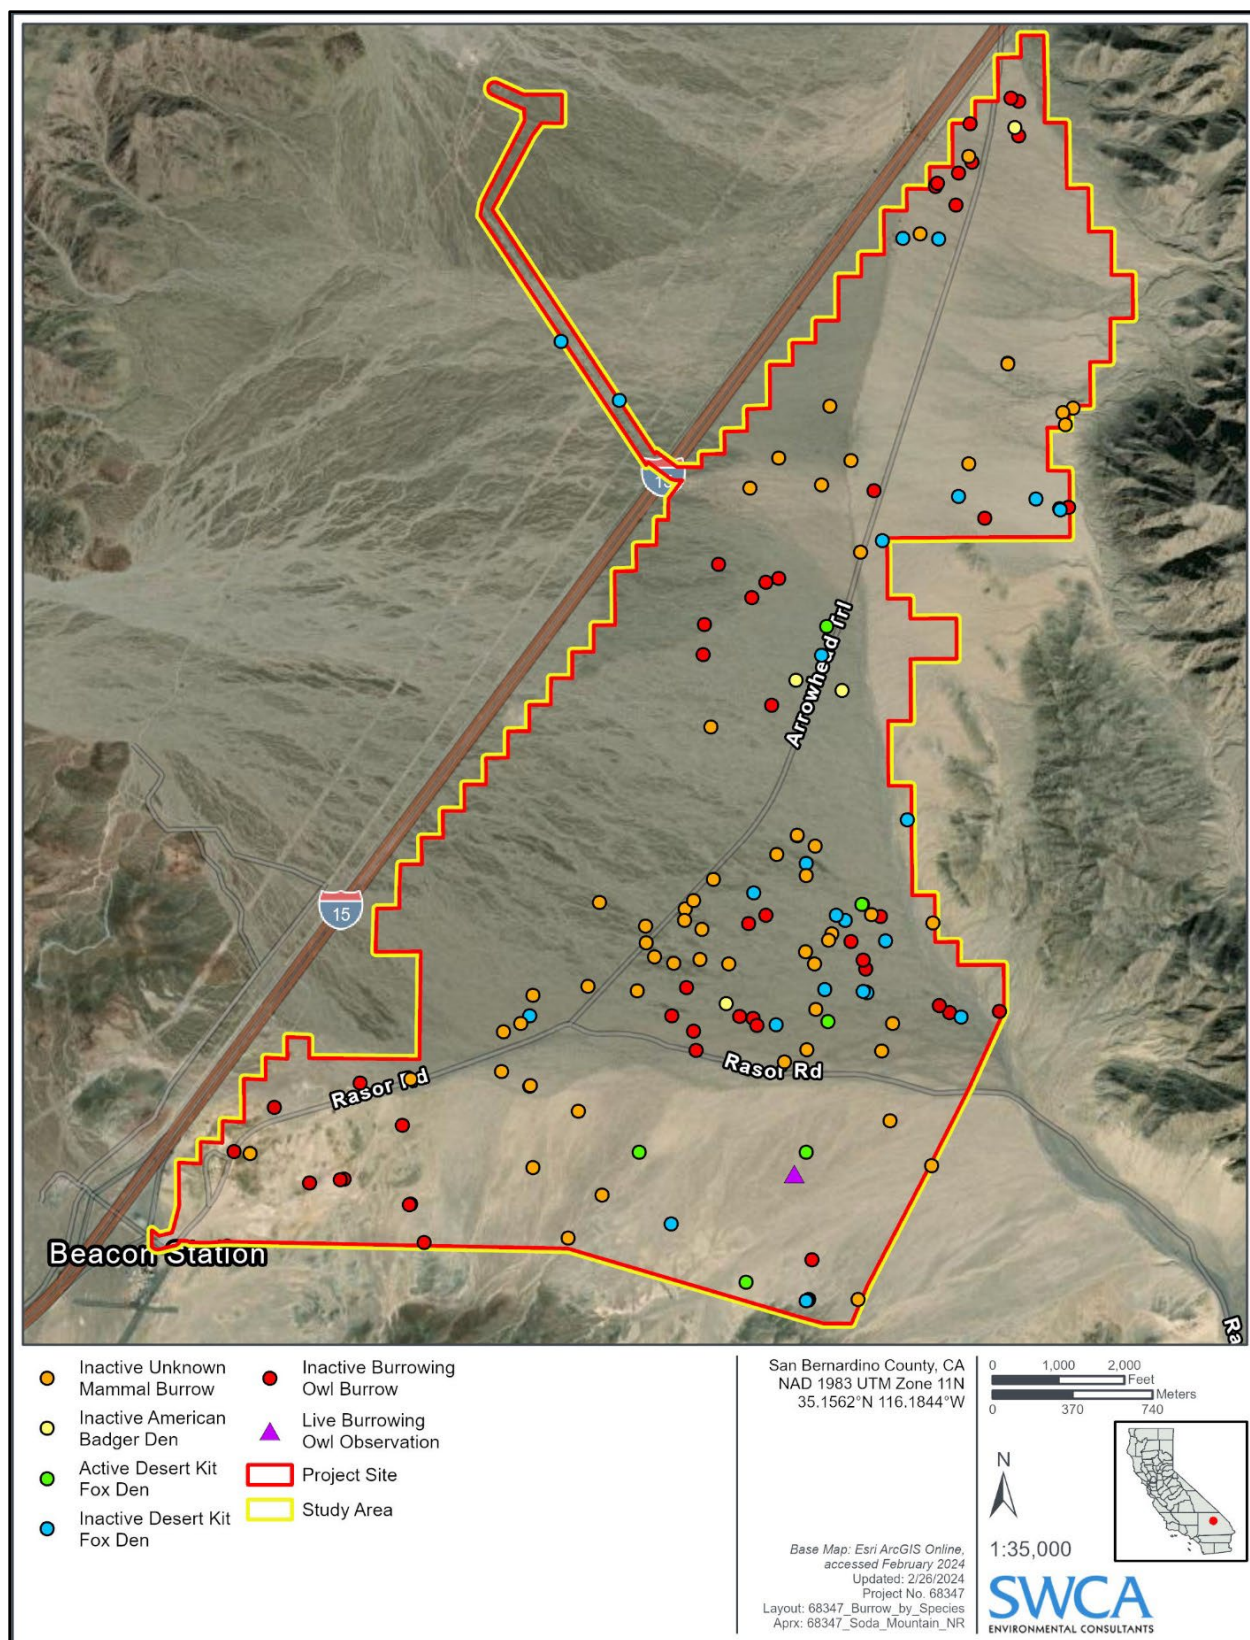 15
Arrowhead Trl
15
Rasor Rd
Rasor Rd
Beacon Station
Ra
Inactive Unknown
Mammal Burrow
Inactive American
Badger Den
Active Desert Kit
Fox Den
Inactive Desert Kit
Fox Den
Inactive Burrowing
Owl Burrow
Live Burrowing
Owl Observation
Project Site
Study Area
San Bernardino County, CA
NAD 1983 UTM Zone 11N
35.1562°N 116.1844°W
Base Map: Esri ArcGIS Online,
accessed February 2024
Updated: 2/26/2024
Project No. 68347
Layout: 68347_Burrow_by_Species
Aprx: 68347_Soda_Mountain_NR
0 1,000 2,000
Feet
Meters
0 370 740
N
1:35,000
SWCA
ENVIRONMENTAL CONSULTANTS